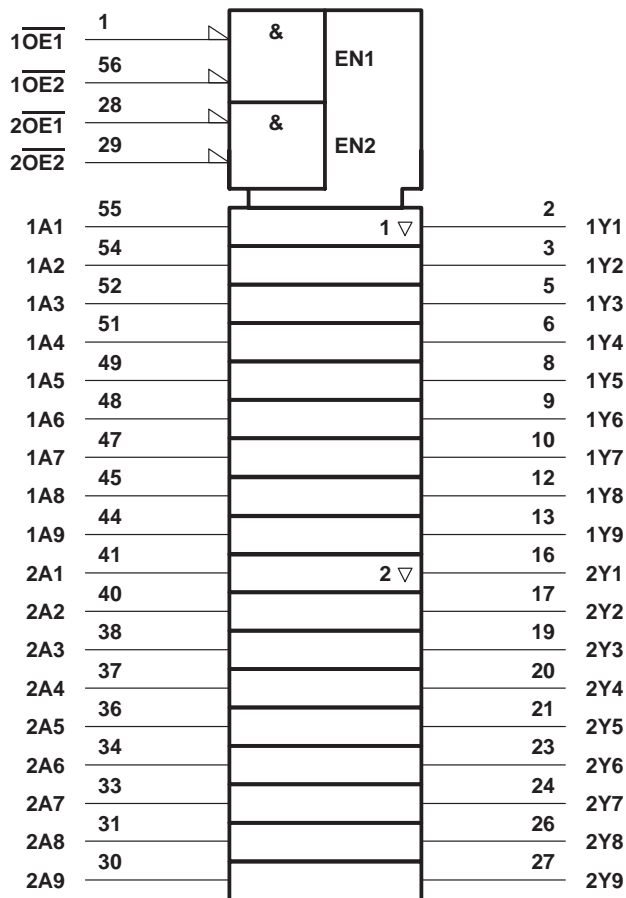 1OE1 1 & EN1
1OE2 56
2OE1 28 & EN2
2OE2 29
1A1 55 1 ▽ 2 1Y1
1A2 54 3 1Y2
1A3 52 5 1Y3
1A4 51 6 1Y4
1A5 49 8 1Y5
1A6 48 9 1Y6
1A7 47 10 1Y7
1A8 45 12 1Y8
1A9 44 13 1Y9
2A1 41 2 ▽ 16 2Y1
2A2 40 17 2Y2
2A3 38 19 2Y3
2A4 37 20 2Y4
2A5 36 21 2Y5
2A6 34 23 2Y6
2A7 33 24 2Y7
2A8 31 26 2Y8
2A9 30 27 2Y9